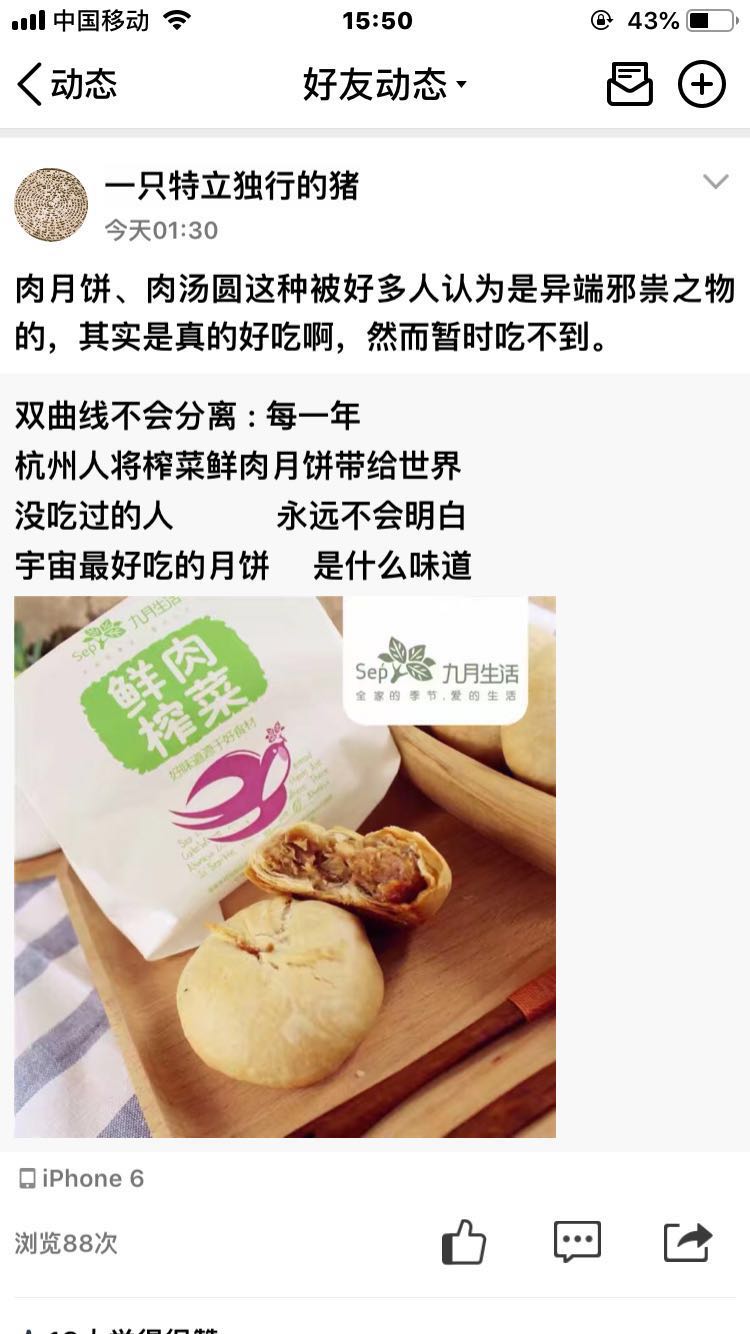 中国移动 15:50 43%
动态 好友动态
一只特立独行的猪
今天01:30
肉月饼、肉汤圆这种被好多人认为是异端邪祟之物
的，其实是真的好吃啊，然而暂时吃不到。
双曲线不会分离：每一年
杭州人将榨菜鲜肉月饼带给世界
没吃过的人 永远不会明白
宇宙最好吃的月饼 是什么味道
Sep 九月生活
鲜肉
榨菜
好味道源于好食材
Sep 九月生活
全家的季节.爱的生活
iPhone 6
浏览88次